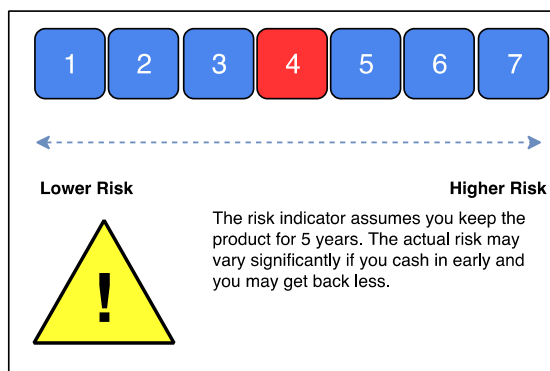 1 2 3 4 5 6 7
Lower Risk Higher Risk
The risk indicator assumes you keep the
product for 5 years. The actual risk may
vary significantly if you cash in early and
you may get back less.
!